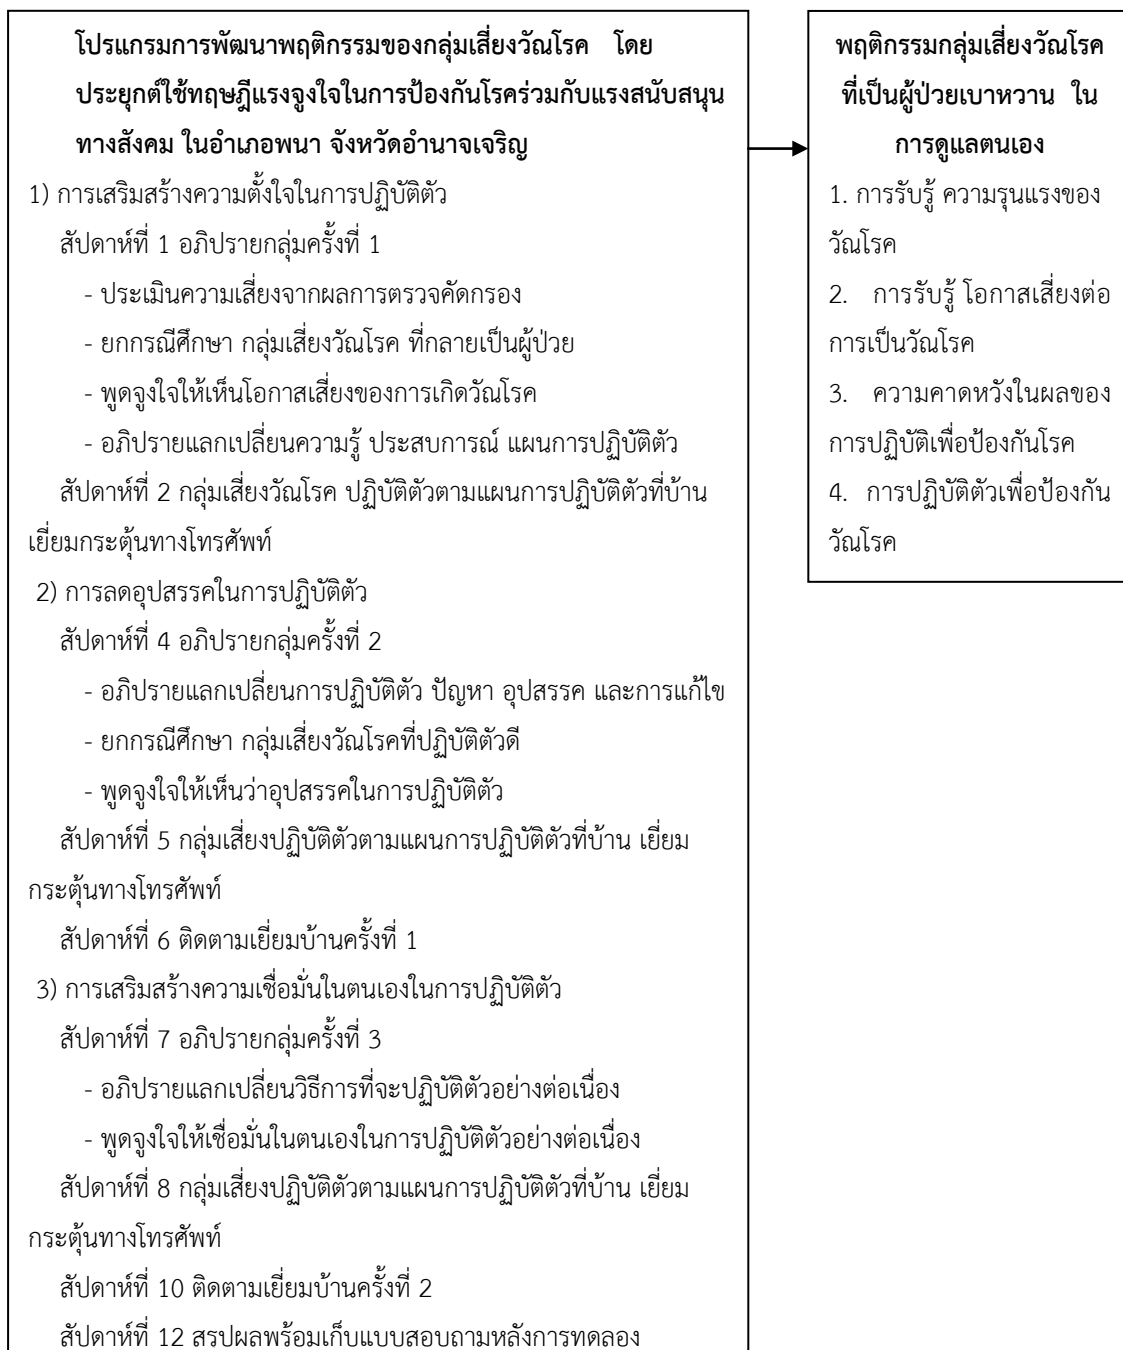 โปรแกรมการพัฒนาพฤติกรรมของกลุ่มเสี่ยงวัณโรค โดย
ประยุกต์ใช้ทฤษฎีแรงจูงใจในการป้องกันโรคร่วมกับแรงสนับสนุน
ทางสังคม ในอำเภอพนา จังหวัดอำนาจเจริญ
1) การเสริมสร้างความตั้งใจในการปฏิบัติตัว
สัปดาห์ที่ 1 อภิปรายกลุ่มครั้งที่ 1
- ประเมินความเสี่ยงจากผลการตรวจคัดกรอง
- ยกกรณีศึกษา กลุ่มเสี่ยงวัณโรค ที่กลายเป็นผู้ป่วย
- พูดจูงใจให้เห็นโอกาสเสี่ยงของการเกิดวัณโรค
- อภิปรายแลกเปลี่ยนความรู้ ประสบการณ์ แผนการปฏิบัติตัว
สัปดาห์ที่ 2 กลุ่มเสี่ยงวัณโรค ปฏิบัติตัวตามแผนการปฏิบัติตัวที่บ้าน
เยี่ยมกระตุ้นทางโทรศัพท์
2) การลดอุปสรรคในการปฏิบัติตัว
สัปดาห์ที่ 4 อภิปรายกลุ่มครั้งที่ 2
- อภิปรายแลกเปลี่ยนการปฏิบัติตัว ปัญหา อุปสรรค และการแก้ไข
- ยกกรณีศึกษา กลุ่มเสี่ยงวัณโรคที่ปฏิบัติตัวดี
- พูดจูงใจให้เห็นว่าอุปสรรคในการปฏิบัติตัว
สัปดาห์ที่ 5 กลุ่มเสี่ยงปฏิบัติตัวตามแผนการปฏิบัติตัวที่บ้าน เยี่ยม
กระตุ้นทางโทรศัพท์
สัปดาห์ที่ 6 ติดตามเยี่ยมบ้านครั้งที่ 1
3) การเสริมสร้างความเชื่อมั่นในตนเองในการปฏิบัติตัว
สัปดาห์ที่ 7 อภิปรายกลุ่มครั้งที่ 3
- อภิปรายแลกเปลี่ยนวิธีการที่จะปฏิบัติตัวอย่างต่อเนื่อง
- พูดจูงใจให้เชื่อมั่นในตนเองในการปฏิบัติตัวอย่างต่อเนื่อง
สัปดาห์ที่ 8 กลุ่มเสี่ยงปฏิบัติตัวตามแผนการปฏิบัติตัวที่บ้าน เยี่ยม
กระตุ้นทางโทรศัพท์
สัปดาห์ที่ 10 ติดตามเยี่ยมบ้านครั้งที่ 2
สัปดาห์ที่ 12 สรุปผลพร้อมเก็บแบบสอบถามหลังการทดลอง
พฤติกรรมกลุ่มเสี่ยงวัณโรค
ที่เป็นผู้ป่วยเบาหวาน ใน
การดูแลตนเอง
1. การรับรู้ ความรุนแรงของ
วัณโรค
2. การรับรู้ โอกาสเสี่ยงต่อ
การเป็นวัณโรค
3. ความคาดหวังในผลของ
การปฏิบัติเพื่อป้องกันโรค
4. การปฏิบัติตัวเพื่อป้องกัน
วัณโรค